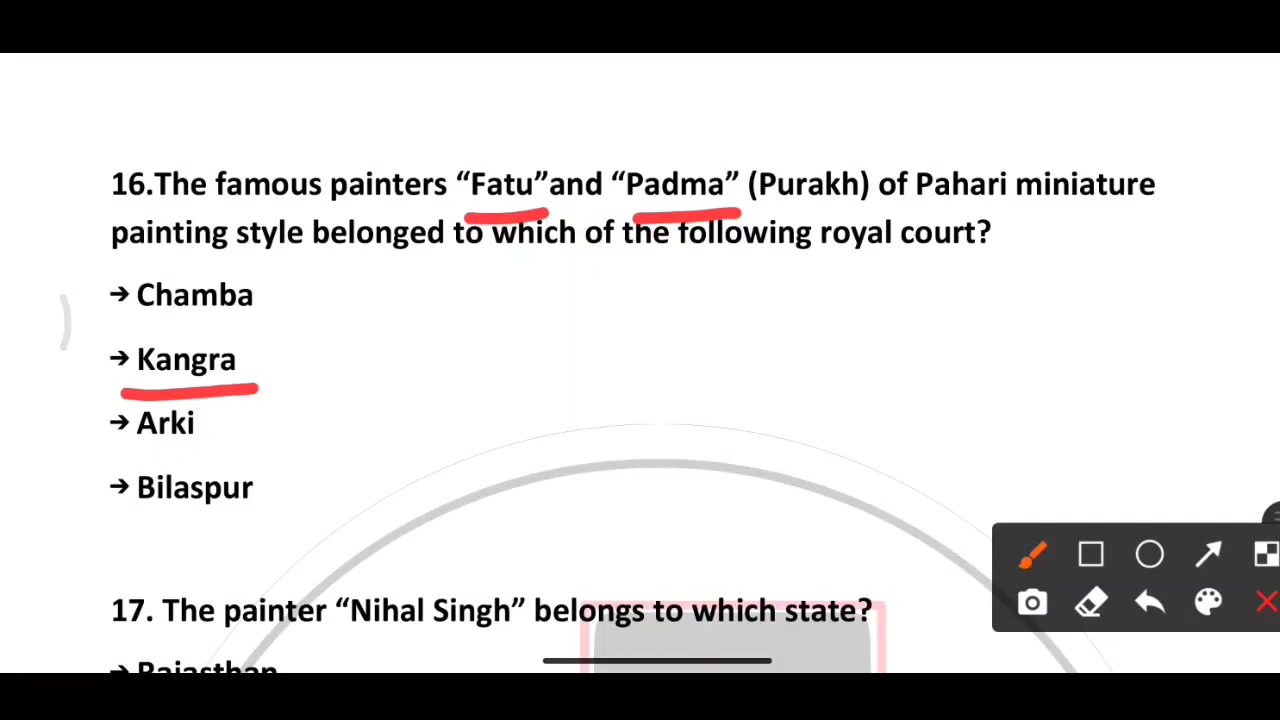 16.The famous painters “Fatu”and “Padma” (Purakh) of Pahari miniature
painting style belonged to which of the following royal court?
→ Chamba
→ Kangra
→ Arki
→ Bilaspur
17. The painter “Nihal Singh” belongs to which state?
→ Rajasthan